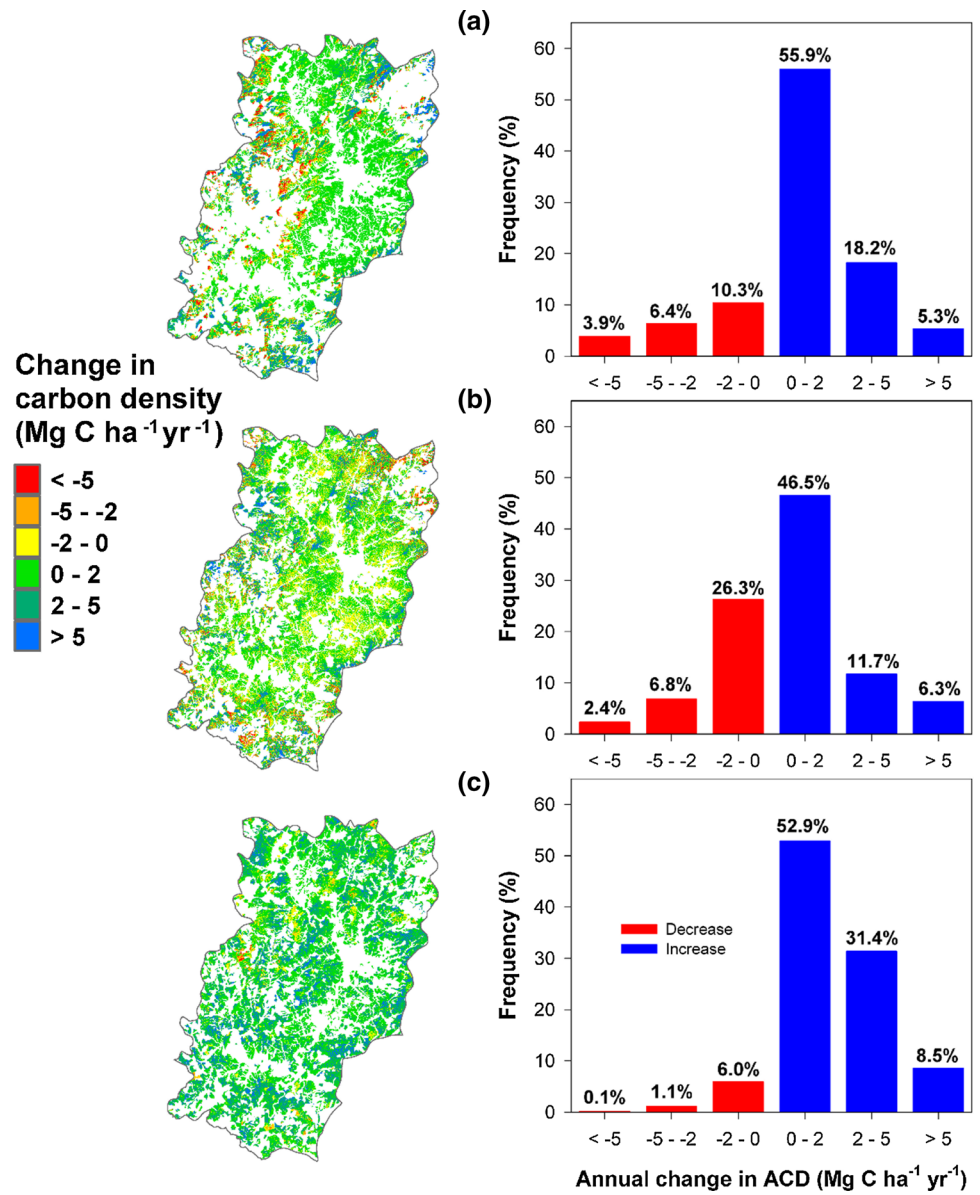 (a)
Frequency (%)
60
50
40
30
20
10
0
3.9%
6.4%
10.3%
55.9%
18.2%
5.3%
< -5
-5 - -2
-2 - 0
0 - 2
2 - 5
> 5
Change in
carbon density
(Mg C ha -1 yr -1)
< -5
-5 - -2
-2 - 0
0 - 2
2 - 5
> 5
(b)
Frequency (%)
60
50
40
30
20
10
0
2.4%
6.8%
26.3%
46.5%
11.7%
6.3%
< -5
-5 - -2
-2 - 0
0 - 2
2 - 5
> 5
(c)
Frequency (%)
60
50
40
30
20
10
0
0.1%
1.1%
6.0%
52.9%
31.4%
8.5%
Decrease
Increase
< -5
-5 - -2
-2 - 0
0 - 2
2 - 5
> 5
Annual change in ACD (Mg C ha-1 yr-1)